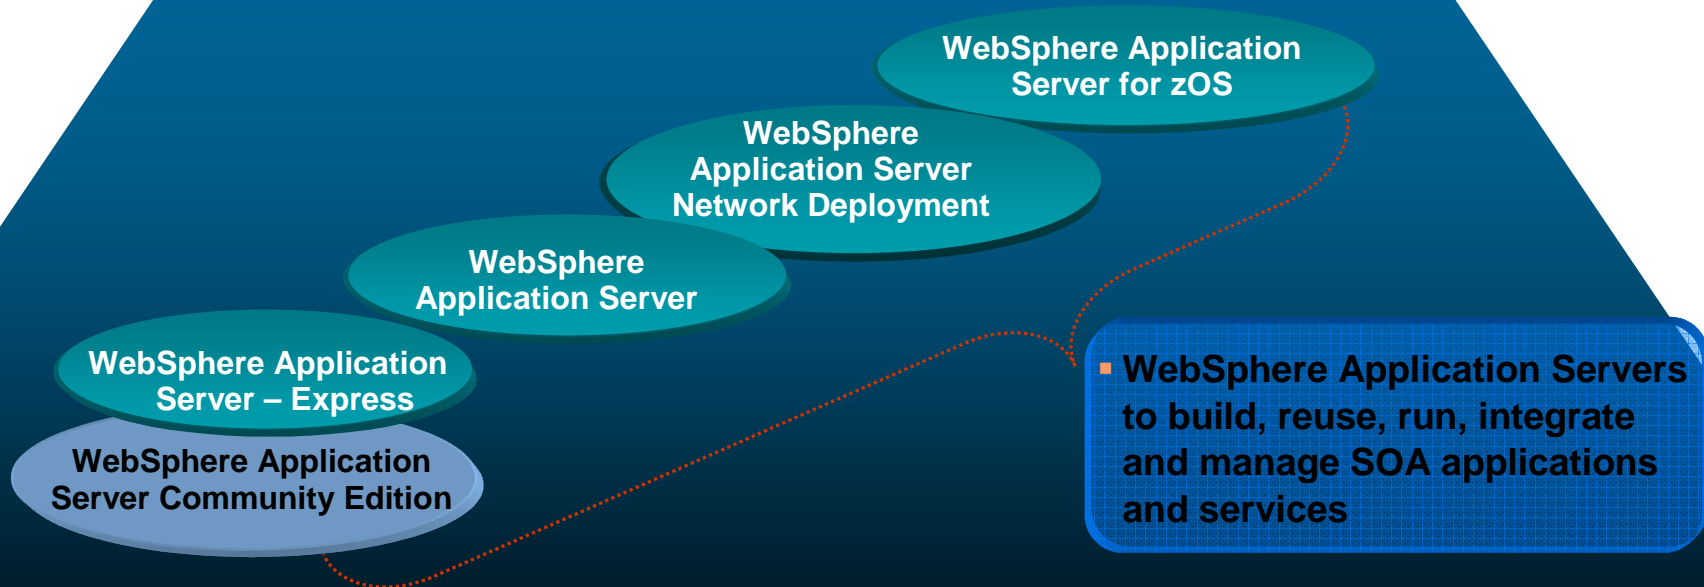 WebSphere Application
Server for zOS
WebSphere
Application Server
Network Deployment
WebSphere
Application Server
WebSphere Application
Server – Express
WebSphere Application
Server Community Edition
▪ WebSphere Application Servers
to build, reuse, run, integrate
and manage SOA applications
and services